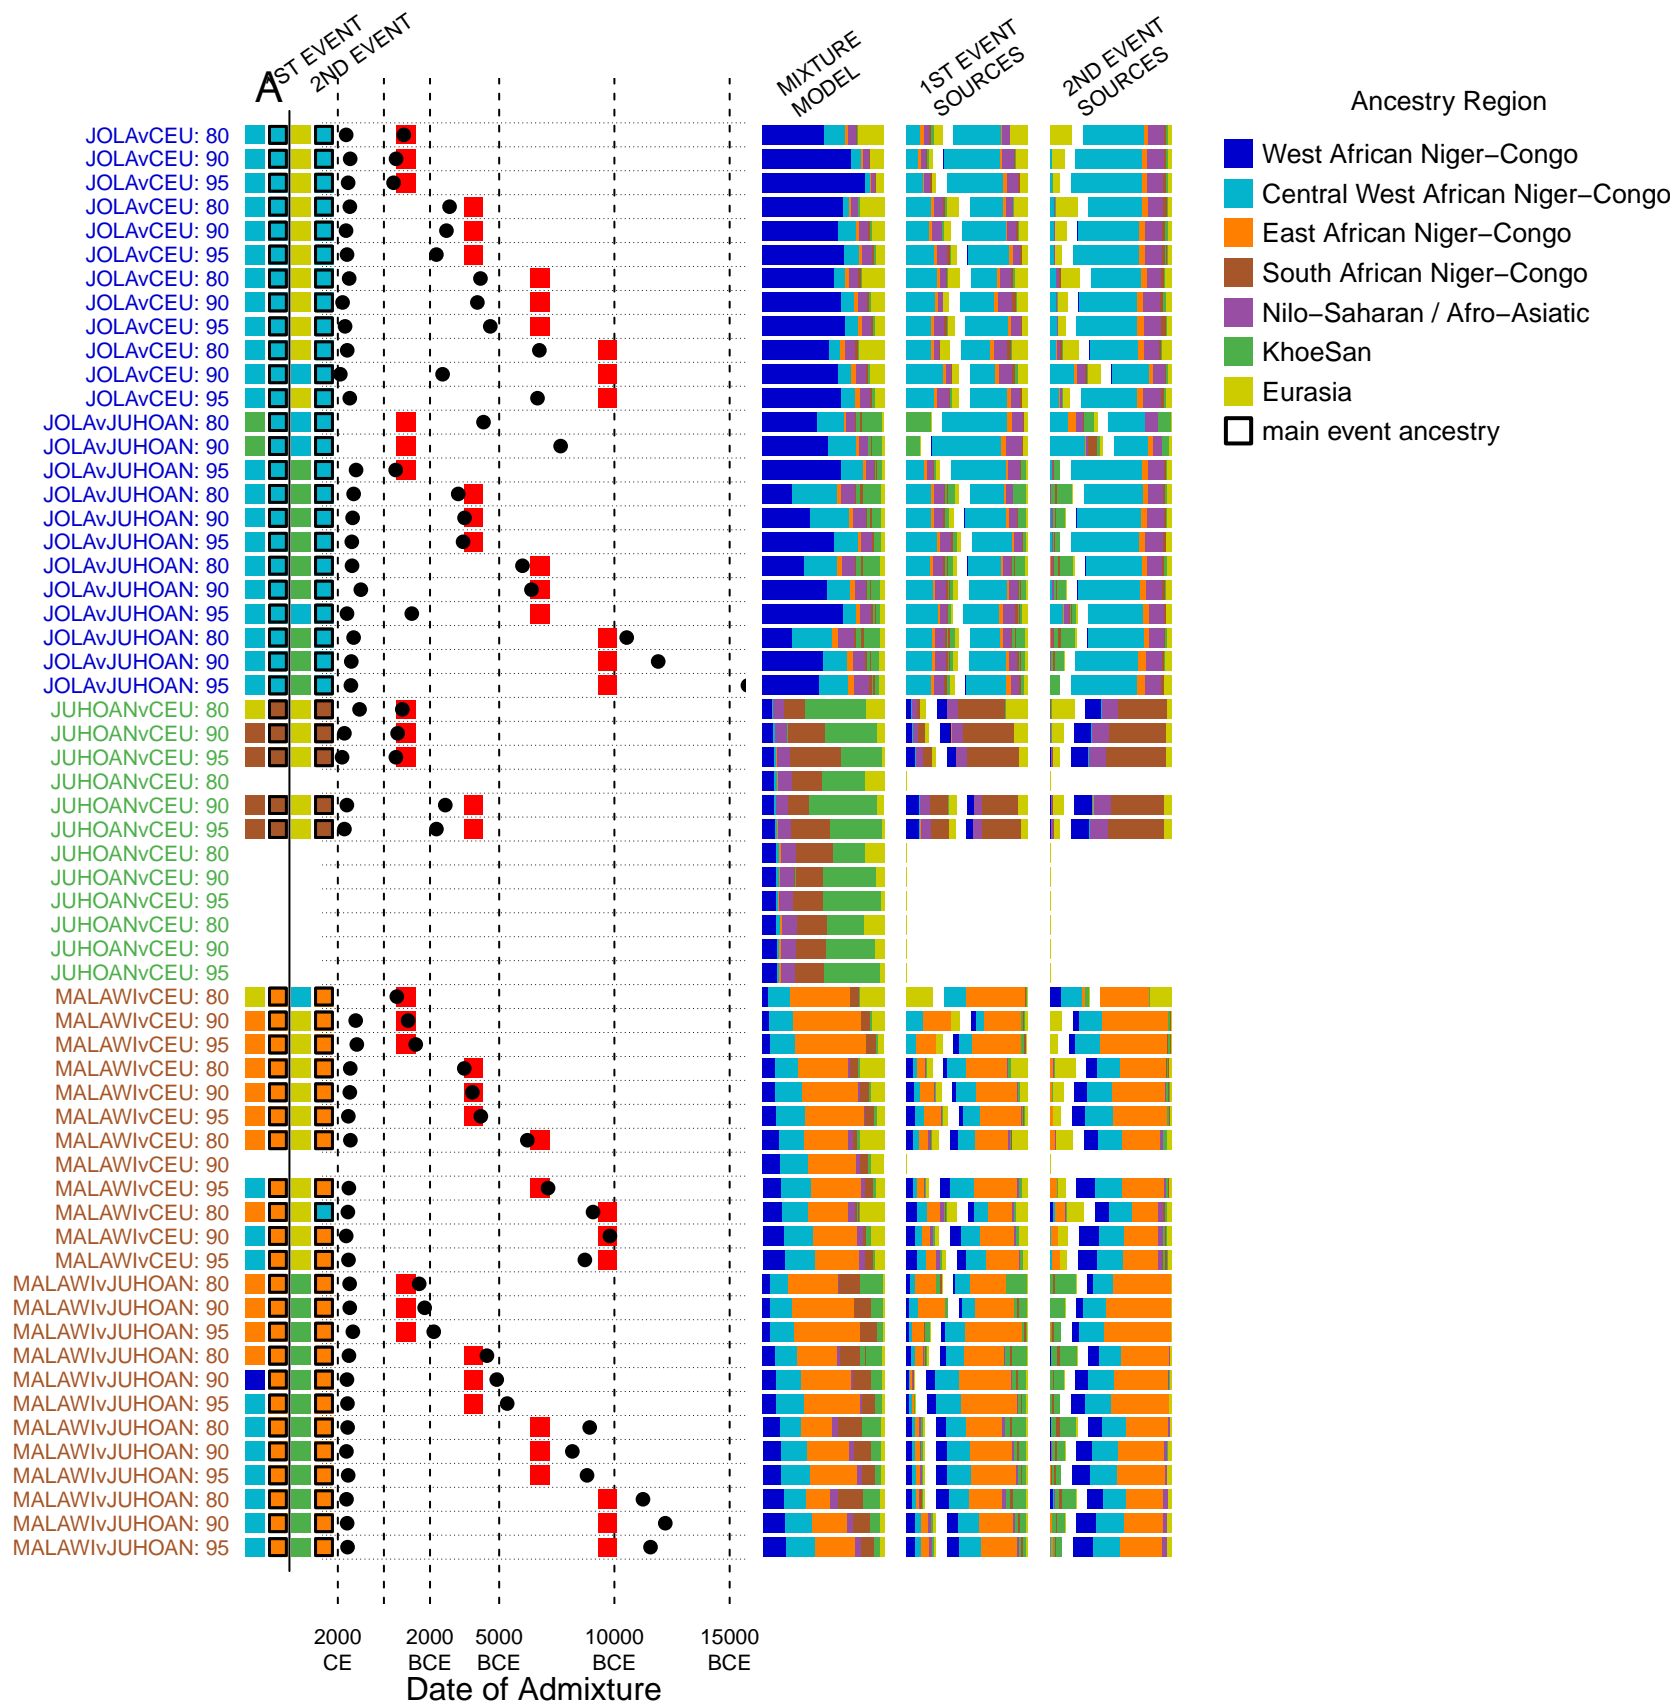 1ST EVENT
2ND EVENT
A
MIXTURE
MODEL
1ST EVENT
SOURCES
2ND EVENT
SOURCES
Ancestry Region
West African Niger−Congo
Central West African Niger−Congo
East African Niger−Congo
South African Niger−Congo
Nilo−Saharan / Afro−Asiatic
KhoeSan
Eurasia
main event ancestry
JOLAvCEU: 80
JOLAvCEU: 90
JOLAvCEU: 95
JOLAvCEU: 80
JOLAvCEU: 90
JOLAvCEU: 95
JOLAvCEU: 80
JOLAvCEU: 90
JOLAvCEU: 95
JOLAvCEU: 80
JOLAvCEU: 90
JOLAvCEU: 95
JOLAvJUHOAN: 80
JOLAvJUHOAN: 90
JOLAvJUHOAN: 95
JOLAvJUHOAN: 80
JOLAvJUHOAN: 90
JOLAvJUHOAN: 95
JOLAvJUHOAN: 80
JOLAvJUHOAN: 90
JOLAvJUHOAN: 95
JOLAvJUHOAN: 80
JOLAvJUHOAN: 90
JOLAvJUHOAN: 95
JUHOANvCEU: 80
JUHOANvCEU: 90
JUHOANvCEU: 95
JUHOANvCEU: 80
JUHOANvCEU: 90
JUHOANvCEU: 95
JUHOANvCEU: 80
JUHOANvCEU: 90
JUHOANvCEU: 95
JUHOANvCEU: 80
JUHOANvCEU: 90
JUHOANvCEU: 95
MALAWIvCEU: 80
MALAWIvCEU: 90
MALAWIvCEU: 95
MALAWIvCEU: 80
MALAWIvCEU: 90
MALAWIvCEU: 95
MALAWIvCEU: 80
MALAWIvCEU: 90
MALAWIvCEU: 95
MALAWIvCEU: 80
MALAWIvCEU: 90
MALAWIvCEU: 95
MALAWIvJUHOAN: 80
MALAWIvJUHOAN: 90
MALAWIvJUHOAN: 95
MALAWIvJUHOAN: 80
MALAWIvJUHOAN: 90
MALAWIvJUHOAN: 95
MALAWIvJUHOAN: 80
MALAWIvJUHOAN: 90
MALAWIvJUHOAN: 95
MALAWIvJUHOAN: 80
MALAWIvJUHOAN: 90
MALAWIvJUHOAN: 95
2000 2000 5000 10000 15000
CE BCE BCE BCE BCE
Date of Admixture